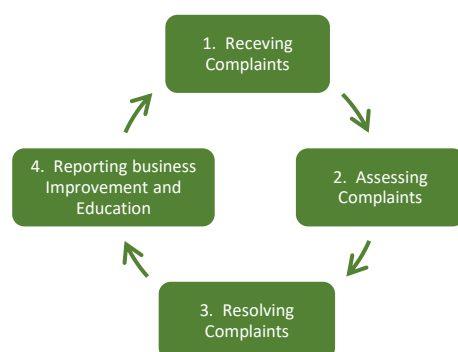 1. Receving
Complaints
2. Assessing
Complaints
3. Resolving
Complaints
4. Reporting business
Improvement and
Education